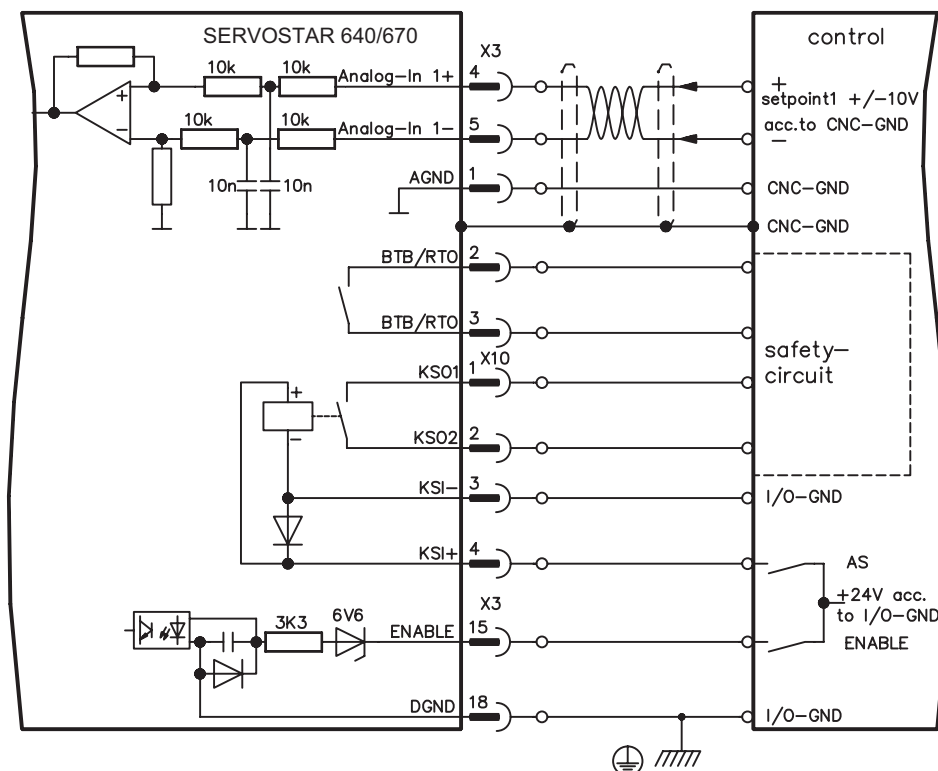 SERVOSTAR 640/670
control
X3
10k
10k
Analog-In 1+
4
+
+
setpoint1 +/-10V
10k
10k
Analog-In 1-
5
acc.to CNC-GND
-
-
10n
10n
AGND
1
CNC-GND
CNC-GND
BTB/RTO
2
BTB/RTO
3
safety-
circuit
X10
KSO1
1
+
-
KSO2
2
KSI-
3
I/O-GND
KSI+
4
AS
X3
+24V acc.
to I/O-GND
3K3
6V6
ENABLE
15
ENABLE
DGND
18
I/O-GND